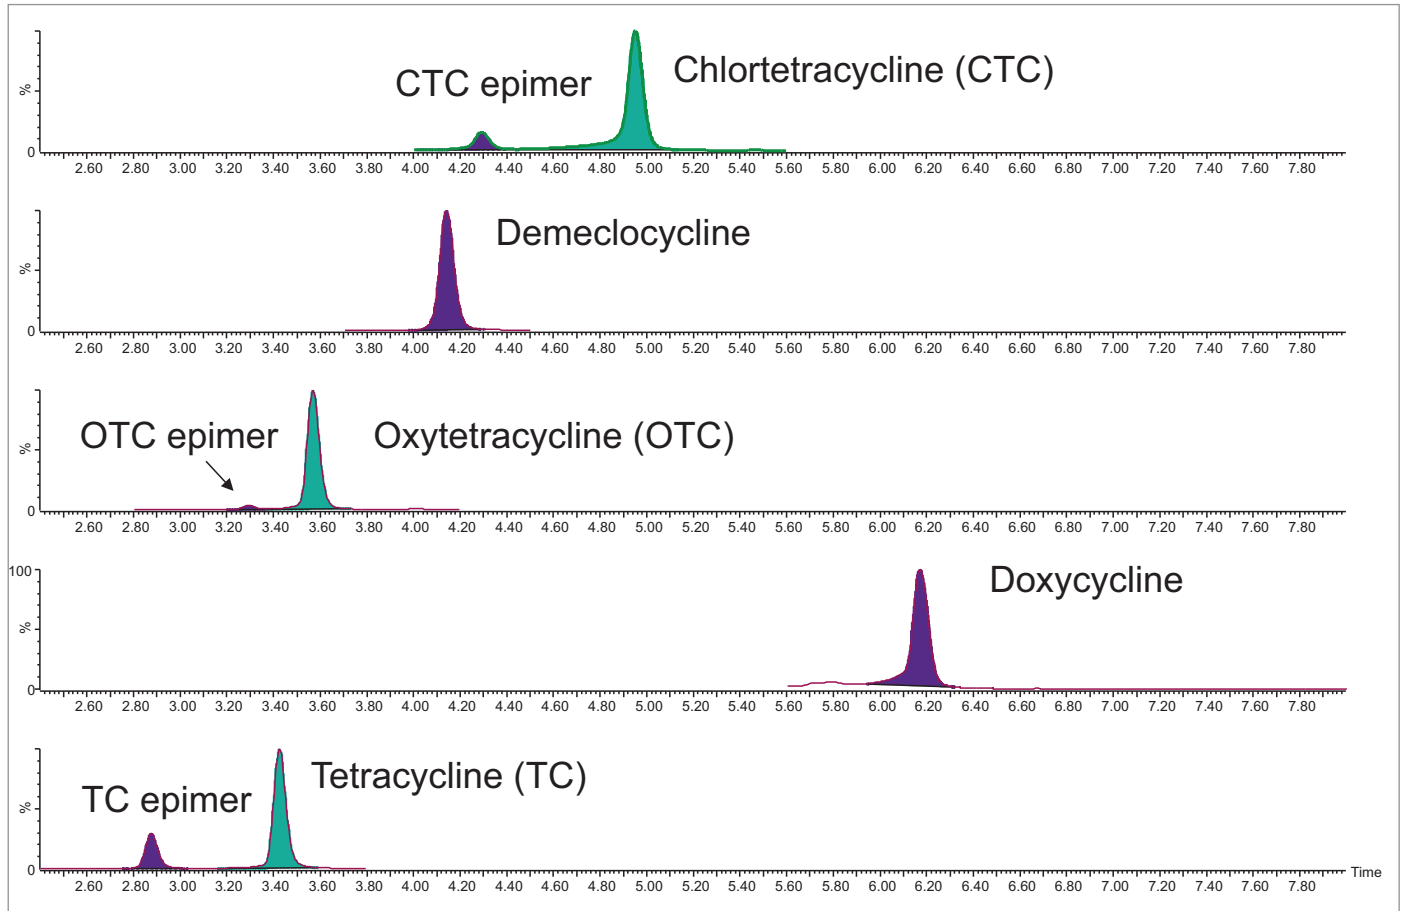 CTC epimer
Chlortetracycline (CTC)
%
0
2.60 2.80 3.00 3.20 3.40 3.60 3.80 4.00 4.20 4.40 4.60 4.80 5.00 5.20 5.40 5.60 5.80 6.00 6.20 6.40 6.60 6.80 7.00 7.20 7.40 7.60 7.80
Demeclocycline
%
0
2.60 2.80 3.00 3.20 3.40 3.60 3.80 4.00 4.20 4.40 4.60 4.80 5.00 5.20 5.40 5.60 5.80 6.00 6.20 6.40 6.60 6.80 7.00 7.20 7.40 7.60 7.80
OTC epimer
Oxytetracycline (OTC)
%
0
2.60 2.80 3.00 3.20 3.40 3.60 3.80 4.00 4.20 4.40 4.60 4.80 5.00 5.20 5.40 5.60 5.80 6.00 6.20 6.40 6.60 6.80 7.00 7.20 7.40 7.60 7.80
100
Doxycycline
%
0
2.60 2.80 3.00 3.20 3.40 3.60 3.80 4.00 4.20 4.40 4.60 4.80 5.00 5.20 5.40 5.60 5.80 6.00 6.20 6.40 6.60 6.80 7.00 7.20 7.40 7.60 7.80
TC epimer
Tetracycline (TC)
%
0
Time
2.60 2.80 3.00 3.20 3.40 3.60 3.80 4.00 4.20 4.40 4.60 4.80 5.00 5.20 5.40 5.60 5.80 6.00 6.20 6.40 6.60 6.80 7.00 7.20 7.40 7.60 7.80